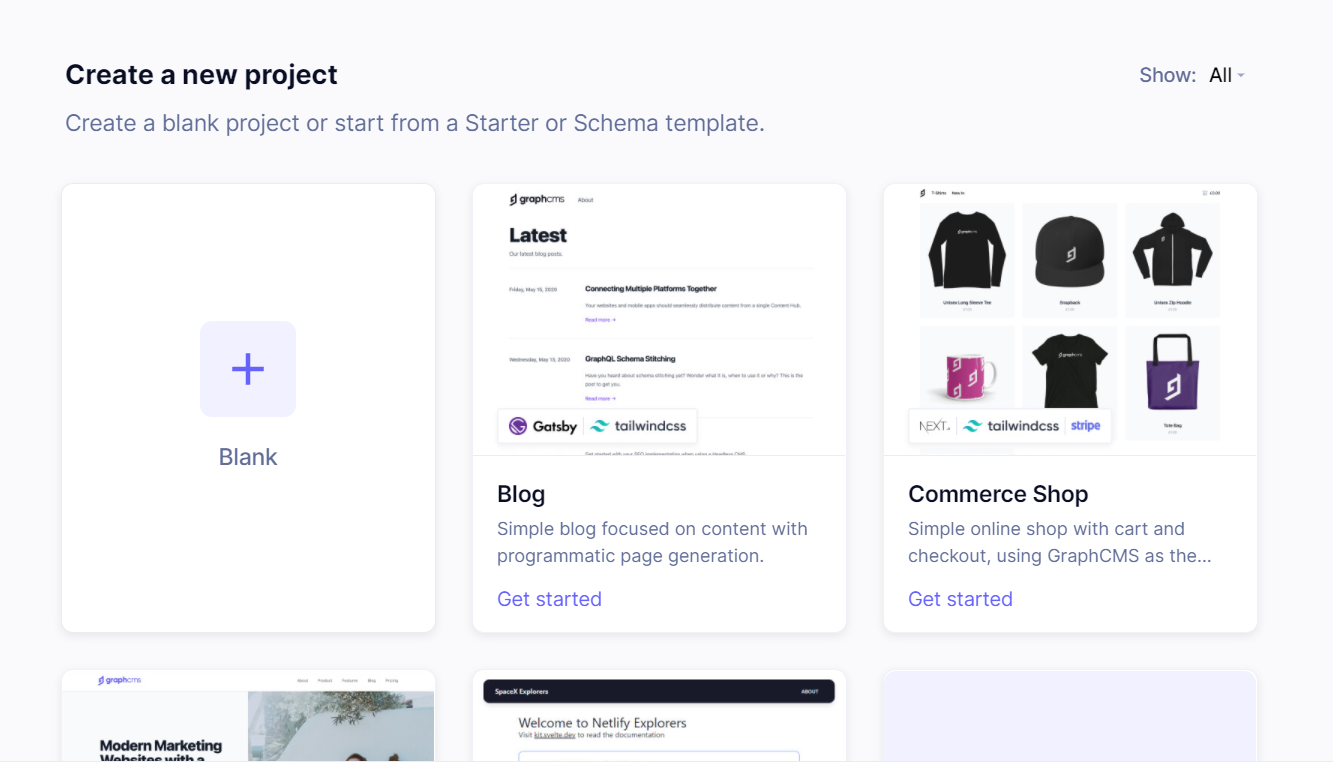 Create a new project
Show: All
Create a blank project or start from a Starter or Schema template.
Blank
graphcms About
Latest
Our latest blog posts.
Friday, May 15, 2020
Connecting Multiple Platforms Together
Your websites and mobile apps should seamlessly distribute content from a single Content Hub.
Read more →
Wednesday, May 13, 2020
GraphQL Schema Stitching
Have you heard about schema stitching yet? Wonder what it is, when to use it or why? This is the
post to get you.
Read more →
Gatsby tailwindcss
Blog
Simple blog focused on content with
programmatic page generation.
Get started
T-Shirts New In
graphcms
Unisex Long Sleeve Tee
Snapback
Unisex Zip Hoodie
graphcms
Tote Bag
NEXT.JS tailwindcss stripe
Commerce Shop
Simple online shop with cart and
checkout, using GraphCMS as the...
Get started
graphcms About Product Features Blog Pricing
Modern Marketing
Websites with a
SpaceX Explorers ABOUT
Welcome to Netlify Explorers
Visit kit.svelte.dev to read the documentation